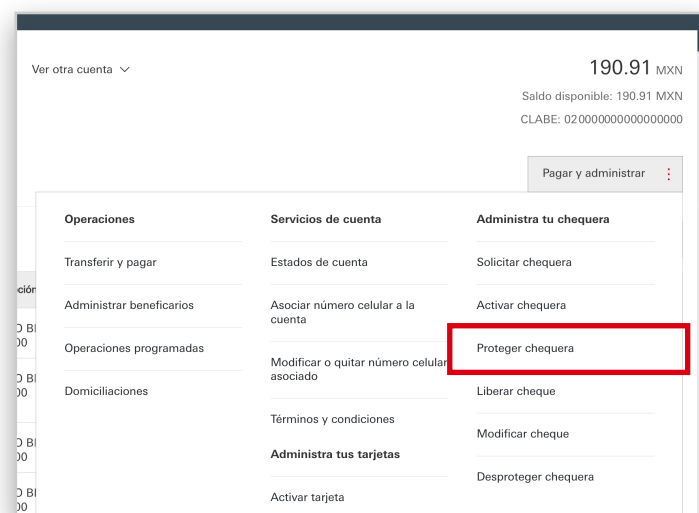 Ver otra cuenta
190.91 MXN
Saldo disponible: 190.91 MXN
CLABE: 020000000000000000
Pagar y administrar
Operaciones
Transferir y pagar
Administrar beneficarios
Operaciones programadas
Domiciliaciones
Servicios de cuenta
Estados de cuenta
Asociar número celular a la
cuenta
Modificar o quitar número celular
asociado
Términos y condiciones
Administra tus tarjetas
Activar tarjeta
Administra tu chequera
Solicitar chequera
Activar chequera
Proteger chequera
Liberar cheque
Modificar cheque
Desproteger chequera